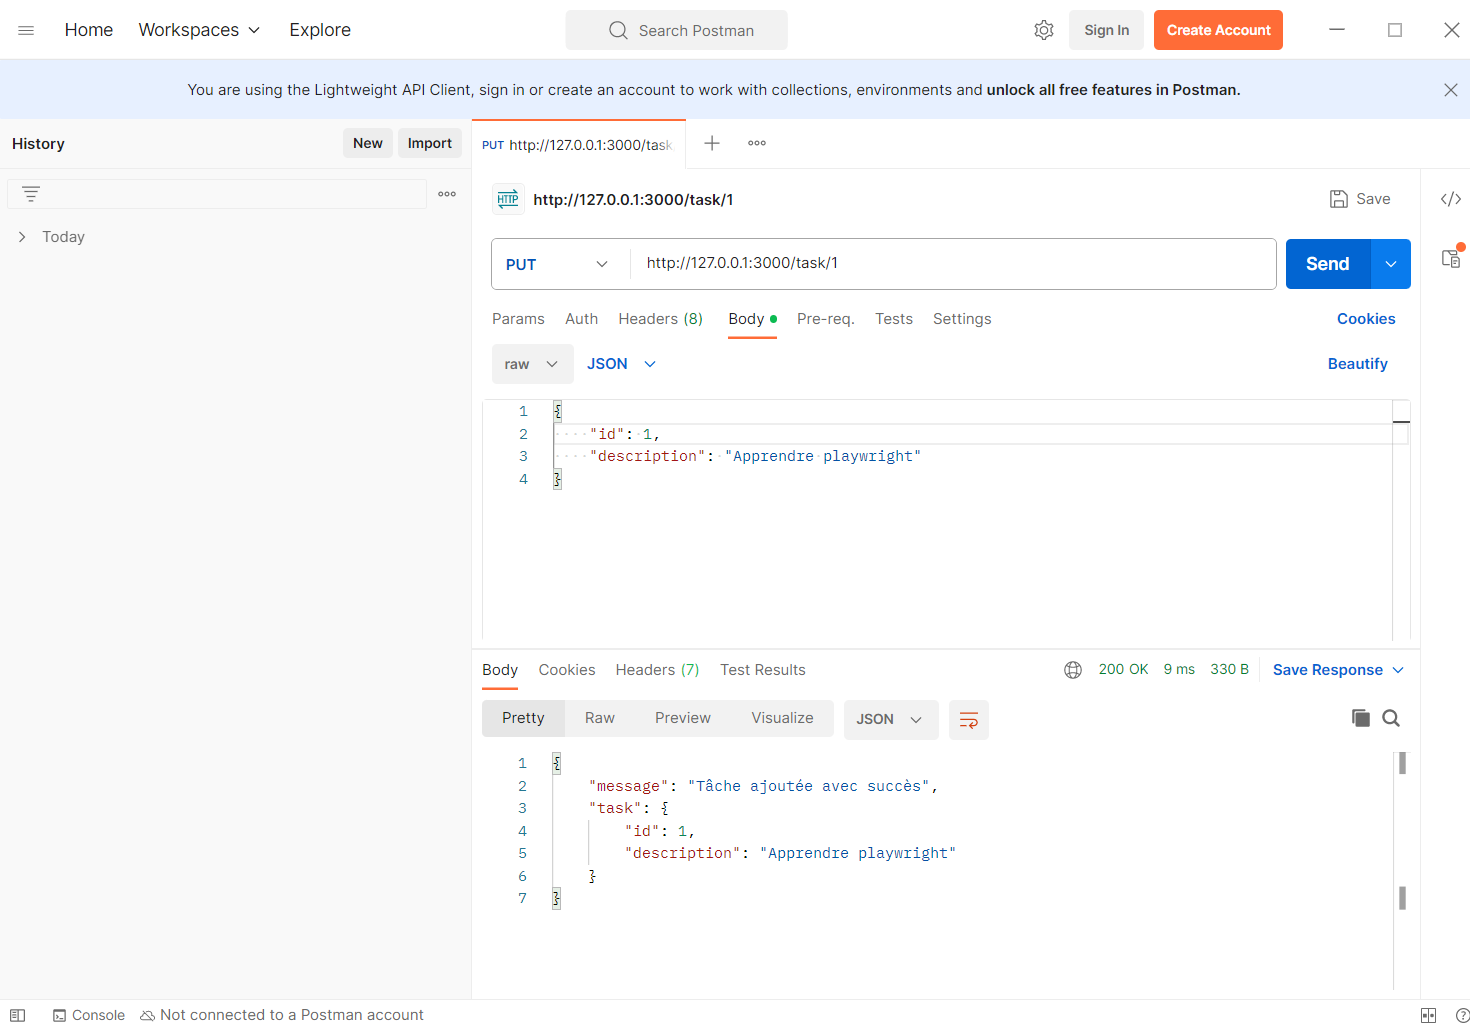 Home Workspaces Explore Search Postman Sign In Create Account
You are using the Lightweight API Client, sign in or create an account to work with collections, environments and unlock all free features in Postman.
History New Import
PUT http://127.0.0.1:3000/task
HTTP http://127.0.0.1:3000/task/1 Save
Today
PUT http://127.0.0.1:3000/task/1 Send
Params Auth Headers (8) Body Pre-req. Tests Settings Cookies
raw JSON Beautify
1 {
2 "id": 1,
3 "description": "Apprendre playwright"
4 }
Body Cookies Headers (7) Test Results 200 OK 9 ms 330 B Save Response
Pretty Raw Preview Visualize JSON
1 {
2 "message": "Tâche ajoutée avec succès",
3 "task": {
4 "id": 1,
5 "description": "Apprendre playwright"
6 }
7 }
Console Not connected to a Postman account